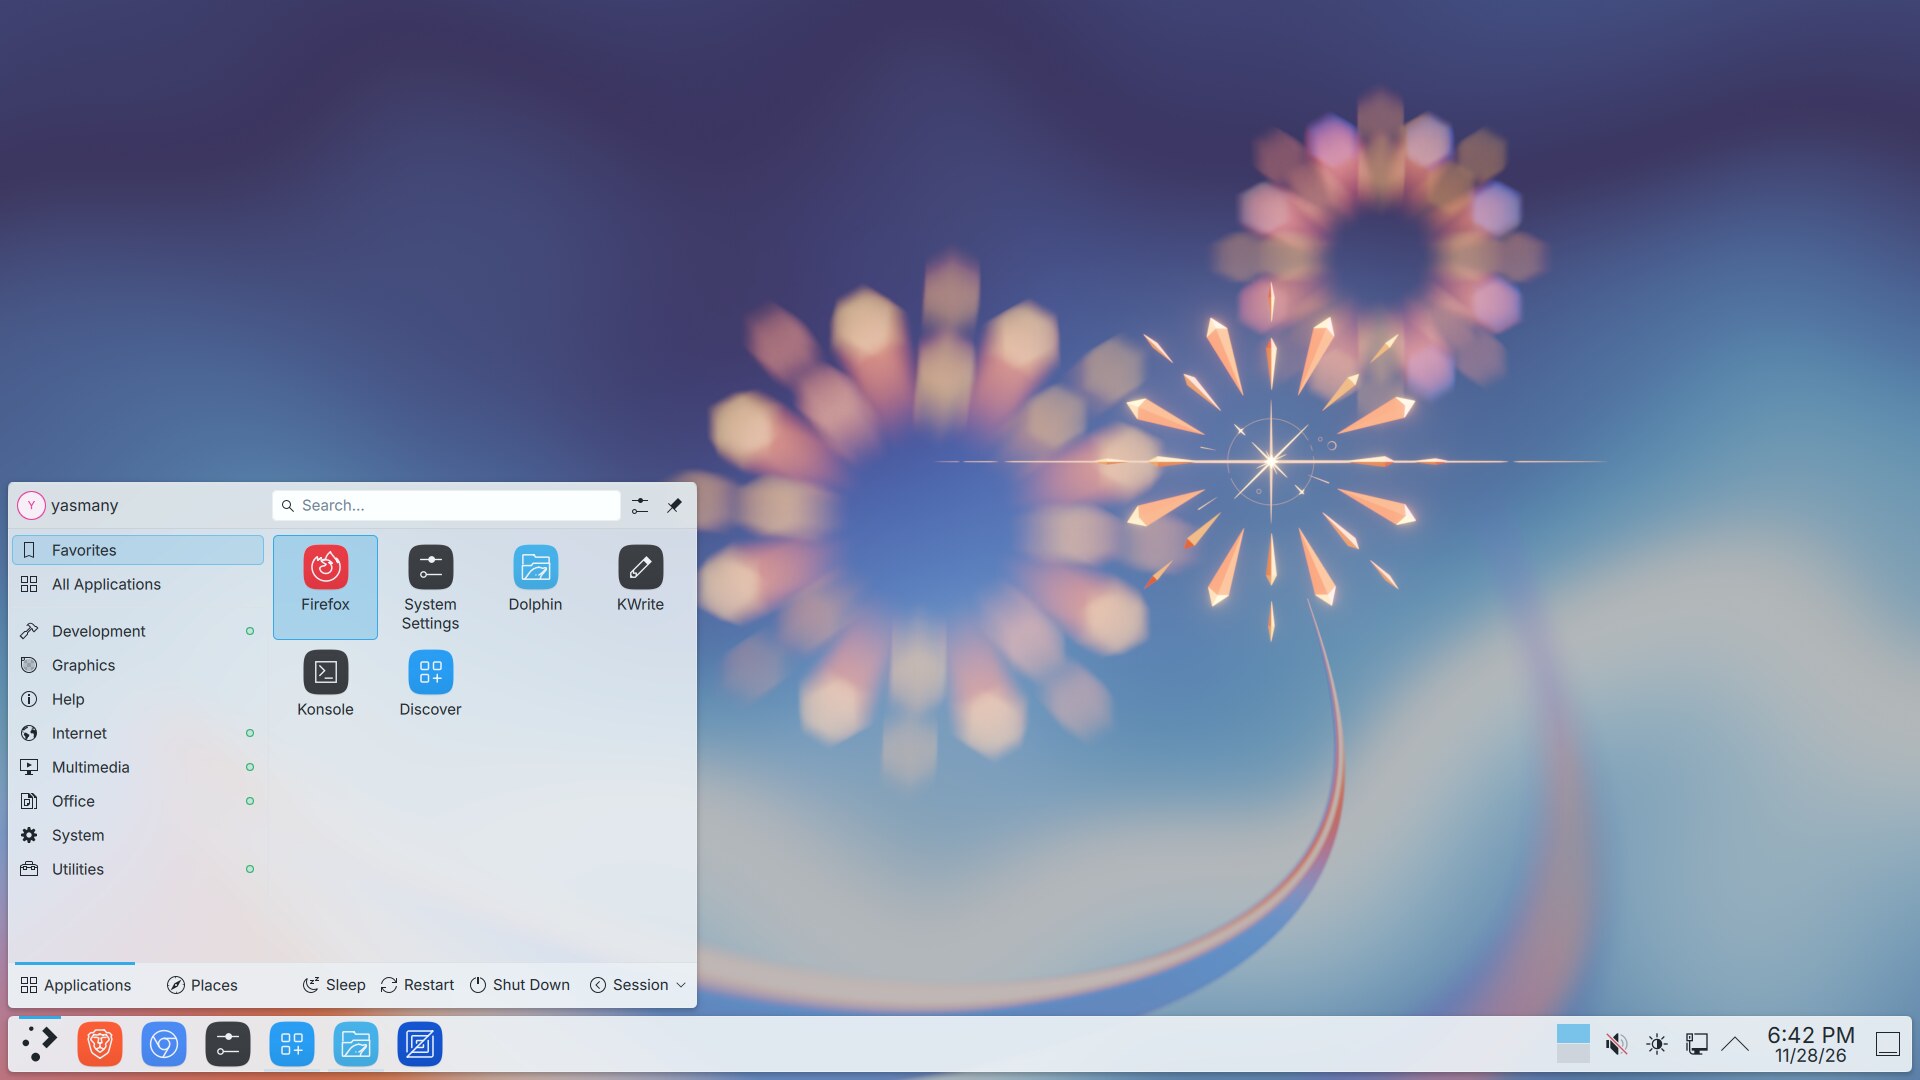 yasmany
Search...
Favorites
All Applications
Development
Graphics
Help
Internet
Multimedia
Office
System
Utilities
Firefox
System
Settings
Dolphin
KWrite
Konsole
Discover
Applications
Places
Sleep
Restart
Shut Down
Session
6:42 PM
11/28/26